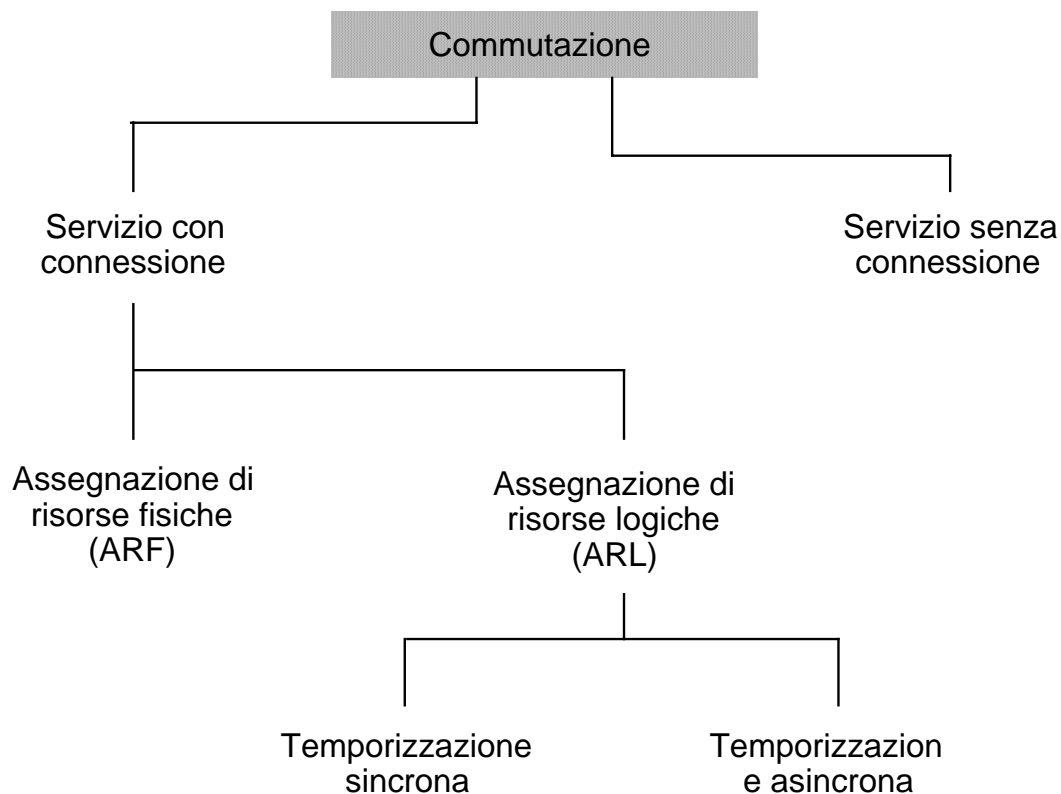 Commutazione
Servizio con
connessione
Servizio senza
connessione
Assegnazione di
risorse fisiche
(ARF)
Assegnazione di
risorse logiche
(ARL)
Temporizzazione
sincrona
Temporizzazion
e asincrona